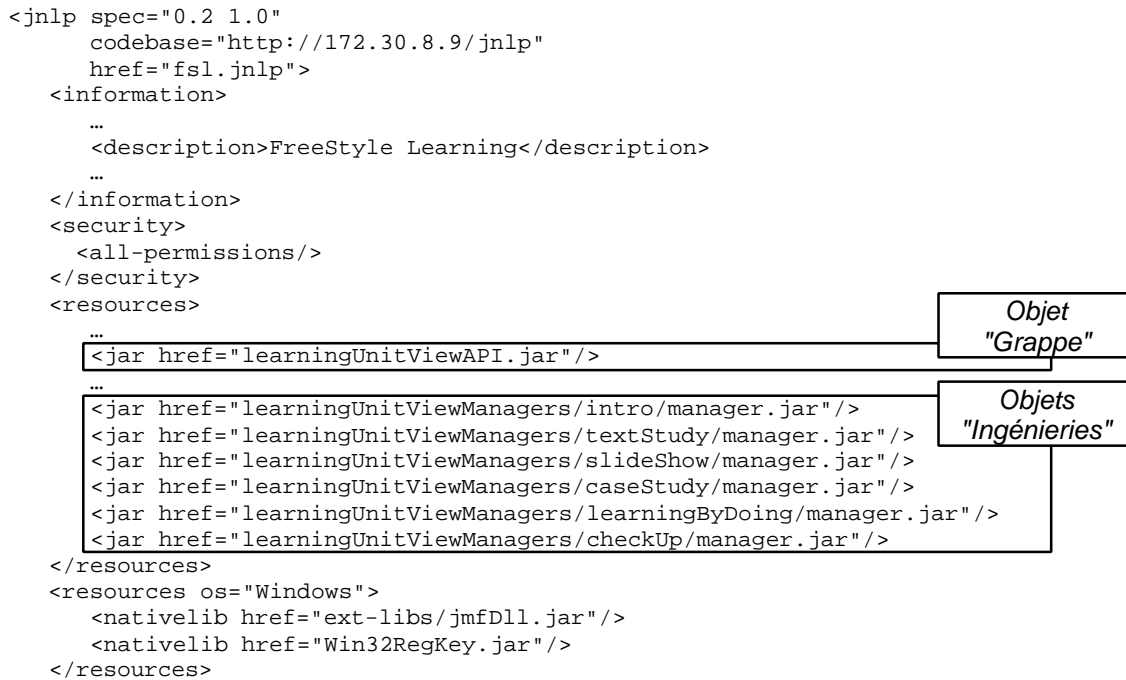 <jnlp spec="0.2 1.0"
codebase="http://172.30.8.9/jnlp"
href="fsl.jnlp">
<information>
…
<description>FreeStyle Learning</description>
…
</information>
<security>
<all-permissions/>
</security>
<resources>
Objet
"Grappe"
…
<jar href="learningUnitViewAPI.jar"/>
…
Objets
"Ingénieries"
<jar href="learningUnitViewManagers/intro/manager.jar"/>
<jar href="learningUnitViewManagers/textStudy/manager.jar"/>
<jar href="learningUnitViewManagers/slideShow/manager.jar"/>
<jar href="learningUnitViewManagers/caseStudy/manager.jar"/>
<jar href="learningUnitViewManagers/learningByDoing/manager.jar"/>
<jar href="learningUnitViewManagers/checkUp/manager.jar"/>
</resources>
<resources os="Windows">
<nativelib href="ext-libs/jmfDll.jar"/>
<nativelib href="Win32RegKey.jar"/>
</resources>